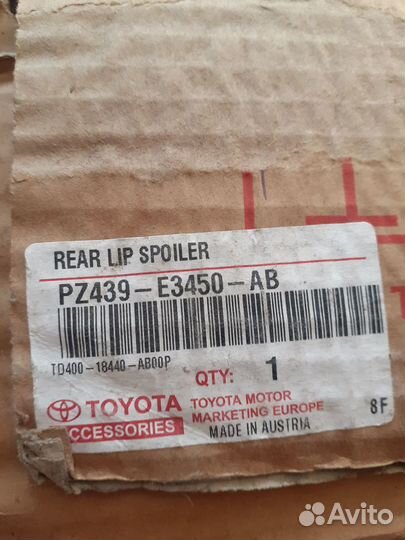 REAR LIP SPOILER
PZ439-E3450-AB
TD400-18440-AB00P
QTY: 1
TOYOTA
ACCESSORIES
TOYOTA MOTOR
MARKETING EUROPE
MADE IN AUSTRIA
8F
Avito